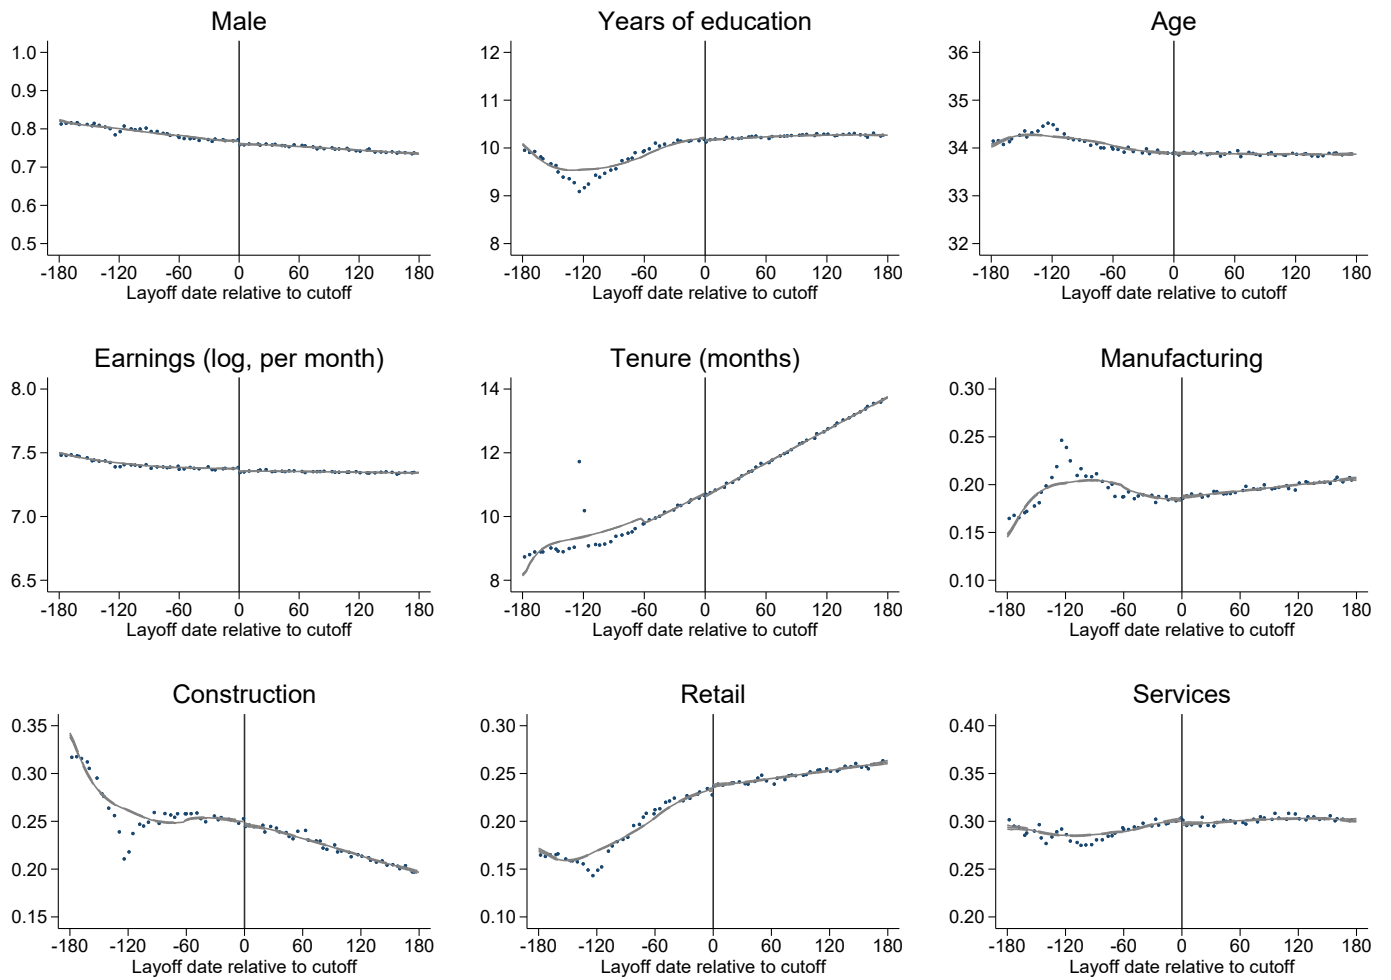 Male
1.0
0.9
0.8
0.7
0.6
0.5
-180 -120 -60 0 60 120 180
Layoff date relative to cutoff
Years of education
12
11
10
9
8
-180 -120 -60 0 60 120 180
Layoff date relative to cutoff
Age
36
35
34
33
32
-180 -120 -60 0 60 120 180
Layoff date relative to cutoff
Earnings (log, per month)
8.0
7.5
7.0
6.5
-180 -120 -60 0 60 120 180
Layoff date relative to cutoff
Tenure (months)
14
12
10
8
-180 -120 -60 0 60 120 180
Layoff date relative to cutoff
Manufacturing
0.30
0.25
0.20
0.15
0.10
-180 -120 -60 0 60 120 180
Layoff date relative to cutoff
Construction
0.35
0.30
0.25
0.20
0.15
-180 -120 -60 0 60 120 180
Layoff date relative to cutoff
Retail
0.30
0.25
0.20
0.15
0.10
-180 -120 -60 0 60 120 180
Layoff date relative to cutoff
Services
0.40
0.35
0.30
0.25
0.20
-180 -120 -60 0 60 120 180
Layoff date relative to cutoff